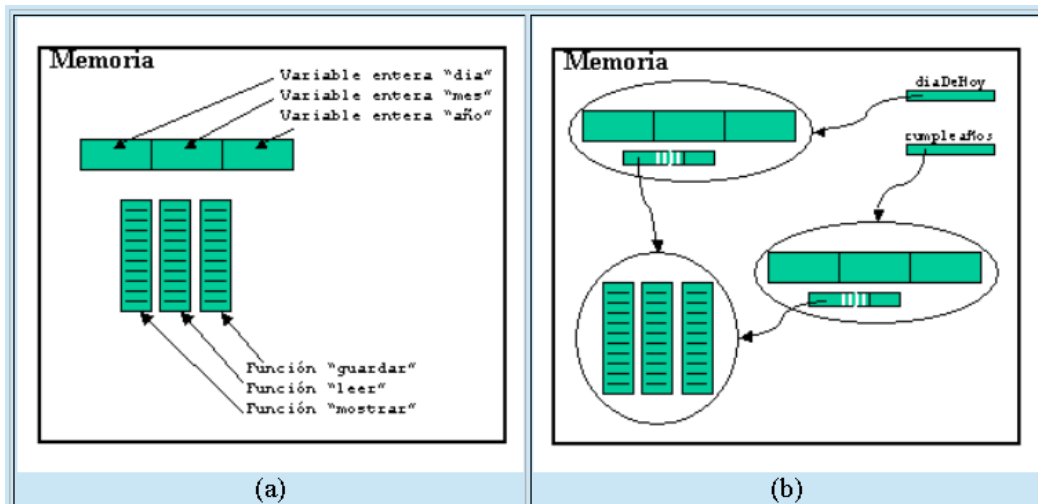 Memoria
Variable entera "dia"
Variable entera "mes"
Variable entera "año"
Función "guardar"
Función "leer"
Función "mostrar"
(a)
Memoria
diaDeHoy
cumpleaños
(b)